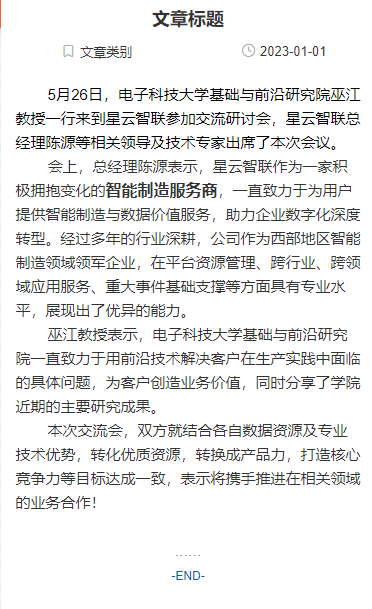 文章标题
文章类别 2023-01-01
5月26日，电子科技大学基础与前沿研究院巫江
教授一行来到星云智联参加交流研讨会，星云智联总
经理陈源等相关领导及技术专家出席了本次会议。
会上，总经理陈源表示，星云智联作为一家积
极拥抱变化的智能制造服务商，一直致力于为用户
提供智能制造与数据价值服务，助力企业数字化深度
转型。经过多年的行业深耕，公司作为西部地区智能
制造领域领军企业，在平台资源管理、跨行业、跨领
域应用服务、重大事件基础支撑等方面具有专业水
平，展现出了优异的能力。
巫江教授表示，电子科技大学基础与前沿研究
院一直致力于用前沿技术解决客户在生产实践中面临
的具体问题，为客户创造业务价值，同时分享了学院
近期的主要研究成果。
本次交流会，双方就结合各自数据资源及专业
技术优势，转化优质资源，转换成产品力，打造核心
竞争力等目标达成一致，表示将携手推进在相关领域
的业务合作！
......
-END-